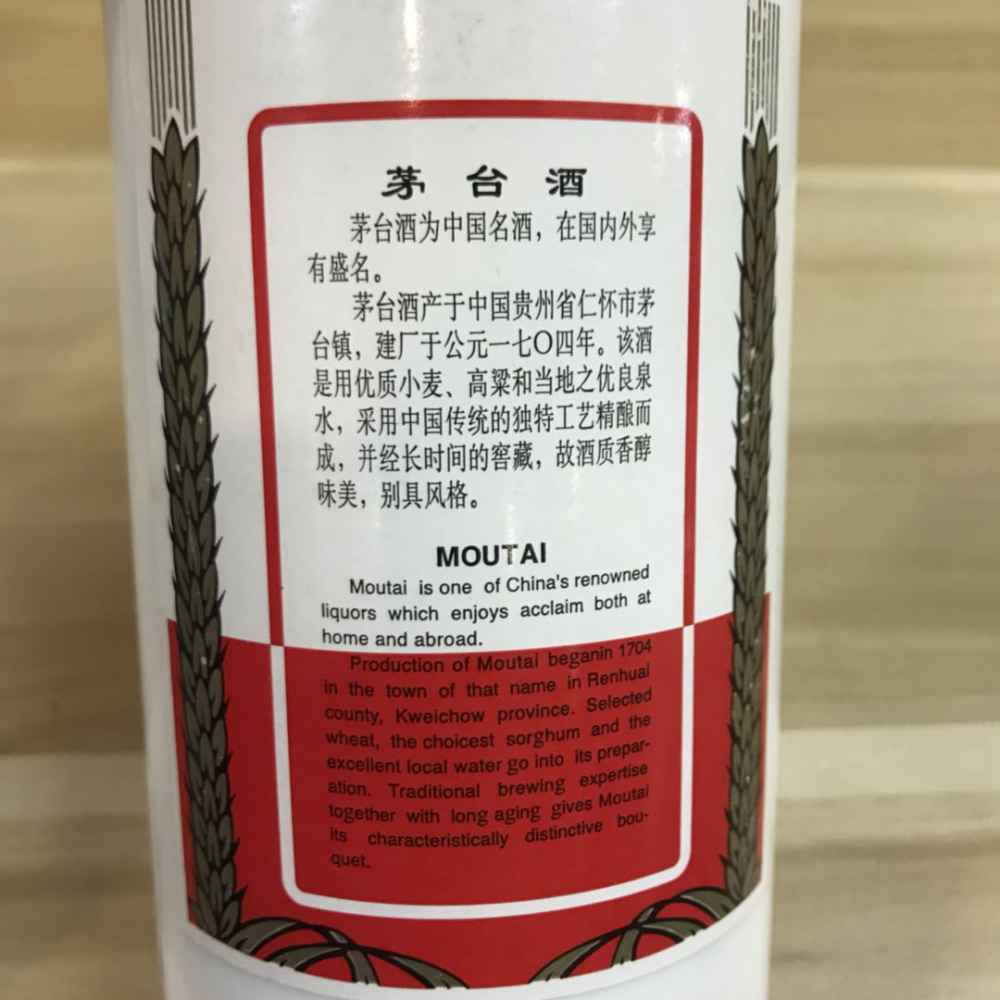 茅台酒
茅台酒为中国名酒，在国内外享
有盛名。
茅台酒产于中国贵州省仁怀市茅
台镇，建厂于公元一七〇四年。该酒
是用优质小麦、高粱和当地之优良泉
水，采用中国传统的独特工艺精酿而
成，并经长时间的窖藏，故酒质香醇
味美，别具风格。
MOUTAI
Moutai is one of China's renowned
liquors which enjoys acclaim both at
home and abroad.
Production of Moutai beganin 1704
in the town of that name in Renhuai
county, Kweichow province. Selected
wheat, the choicest sorghum and the
excellent local water go into its prepar-
ation. Traditional brewing expertise
together with long aging gives Moutai
its characteristically distinctive bou-
quet.